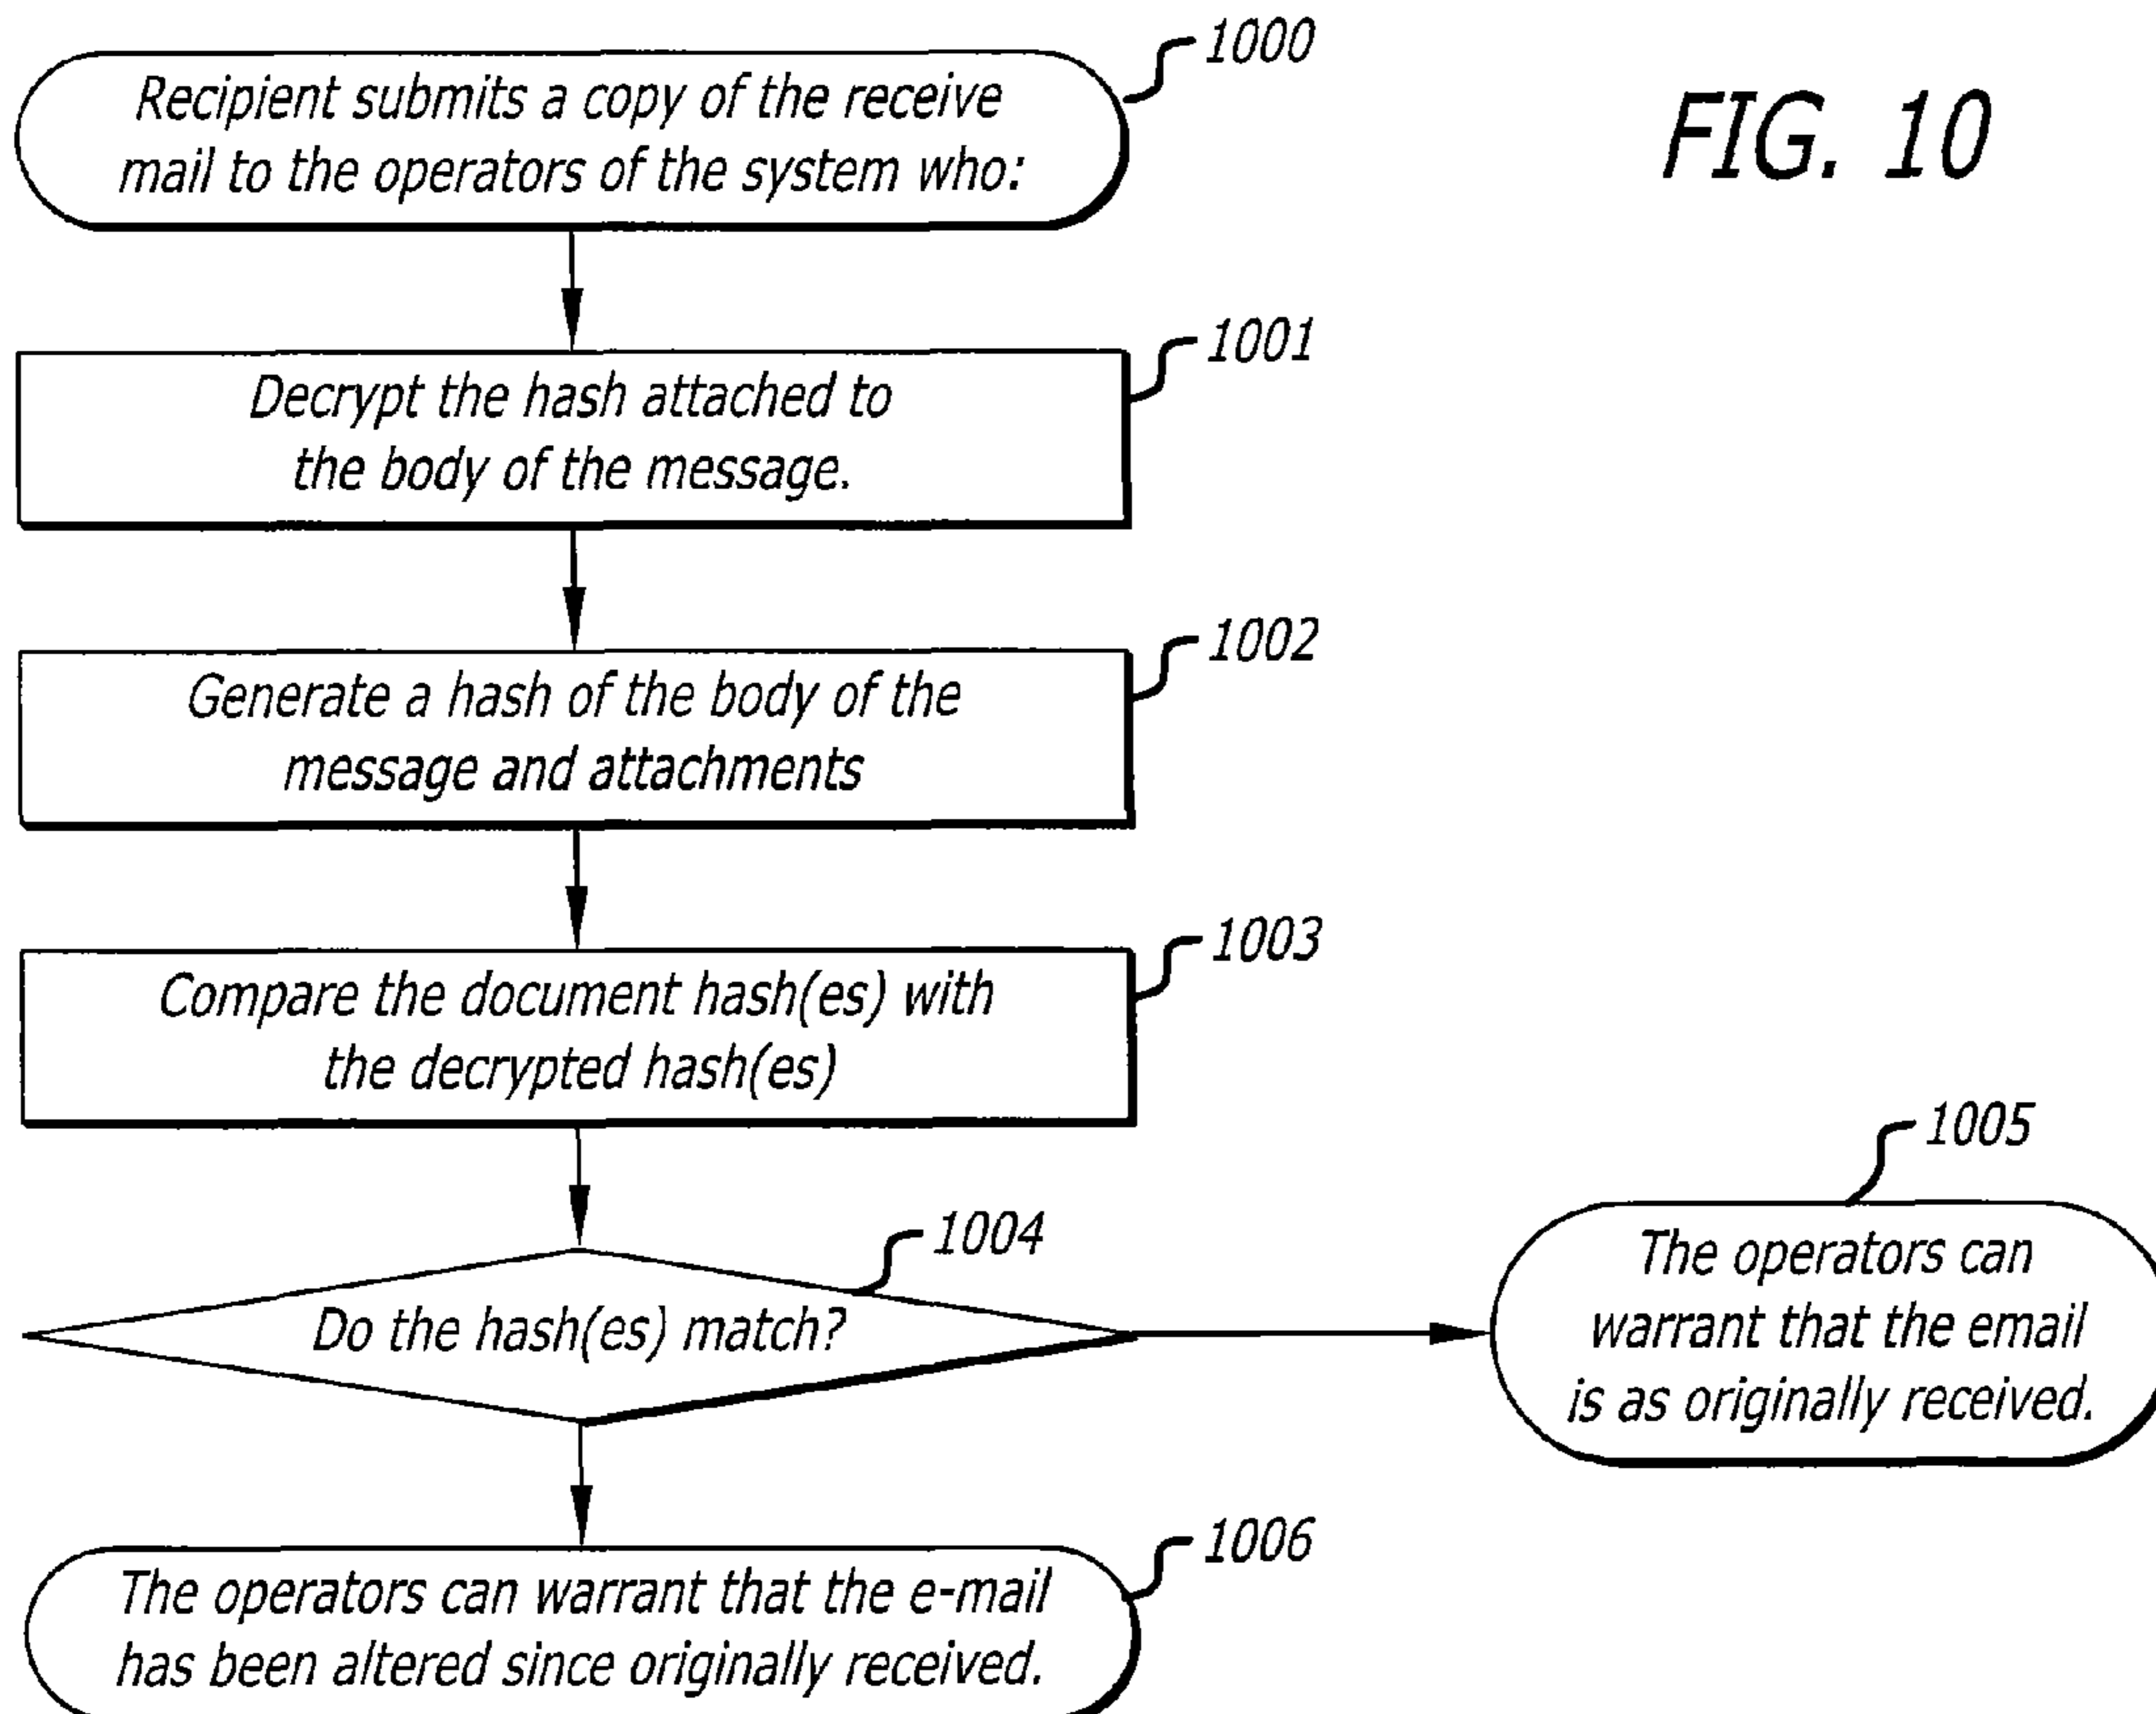 1000
FIG. 10
Recipient submits a copy of the receive
mail to the operators of the system who:
1001
Decrypt the hash attached to
the body of the message.
1002
Generate a hash of the body of the
message and attachments
1003
Compare the document hash(es) with
the decrypted hash(es)
1004
Do the hash(es) match?
1005
The operators can
warrant that the email
is as originally received.
1006
The operators can warrant that the e-mail
has been altered since originally received.